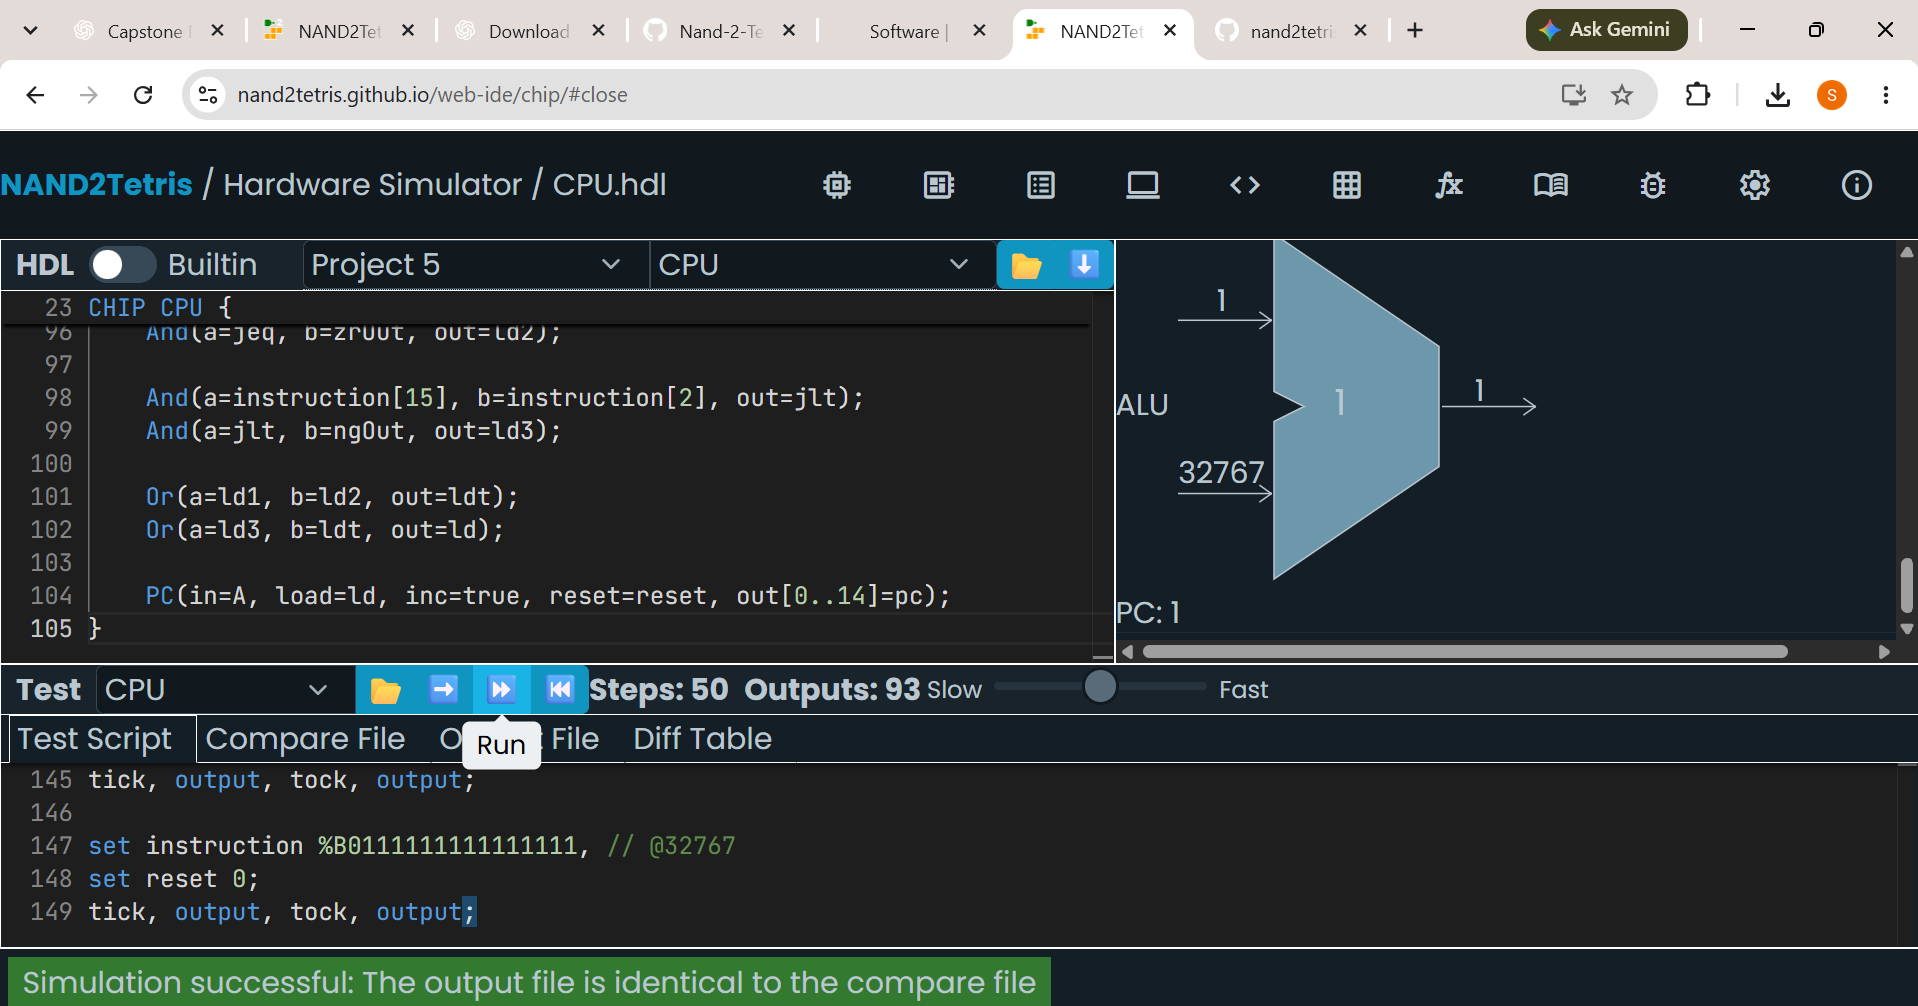 Capstone
NAND2Tet
Download
Nand-2-Te
Software |
NAND2Tet
nand2tetri
Ask Gemini
nand2tetris.github.io/web-ide/chip/#close
S
NAND2Tetris / Hardware Simulator / CPU.hdl
HDL Builtin Project 5 CPU
23 CHIP CPU {
96 And(a=jeq, b=zrOut, out=ld2);
97
98 And(a=instruction[15], b=instruction[2], out=jlt);
99 And(a=jlt, b=ngOut, out=ld3);
100
101 Or(a=ld1, b=ld2, out=ldt);
102 Or(a=ld3, b=ldt, out=ld);
103
104 PC(in=A, load=ld, inc=true, reset=reset, out[0..14]=pc);
105 }
1
ALU 1 1
32767
PC: 1
Test CPU Steps: 50 Outputs: 93 Slow Fast
Test Script Compare File O Run t File Diff Table
145 tick, output, tock, output;
146
147 set instruction %B0111111111111111, // @32767
148 set reset 0;
149 tick, output, tock, output;
Simulation successful: The output file is identical to the compare file